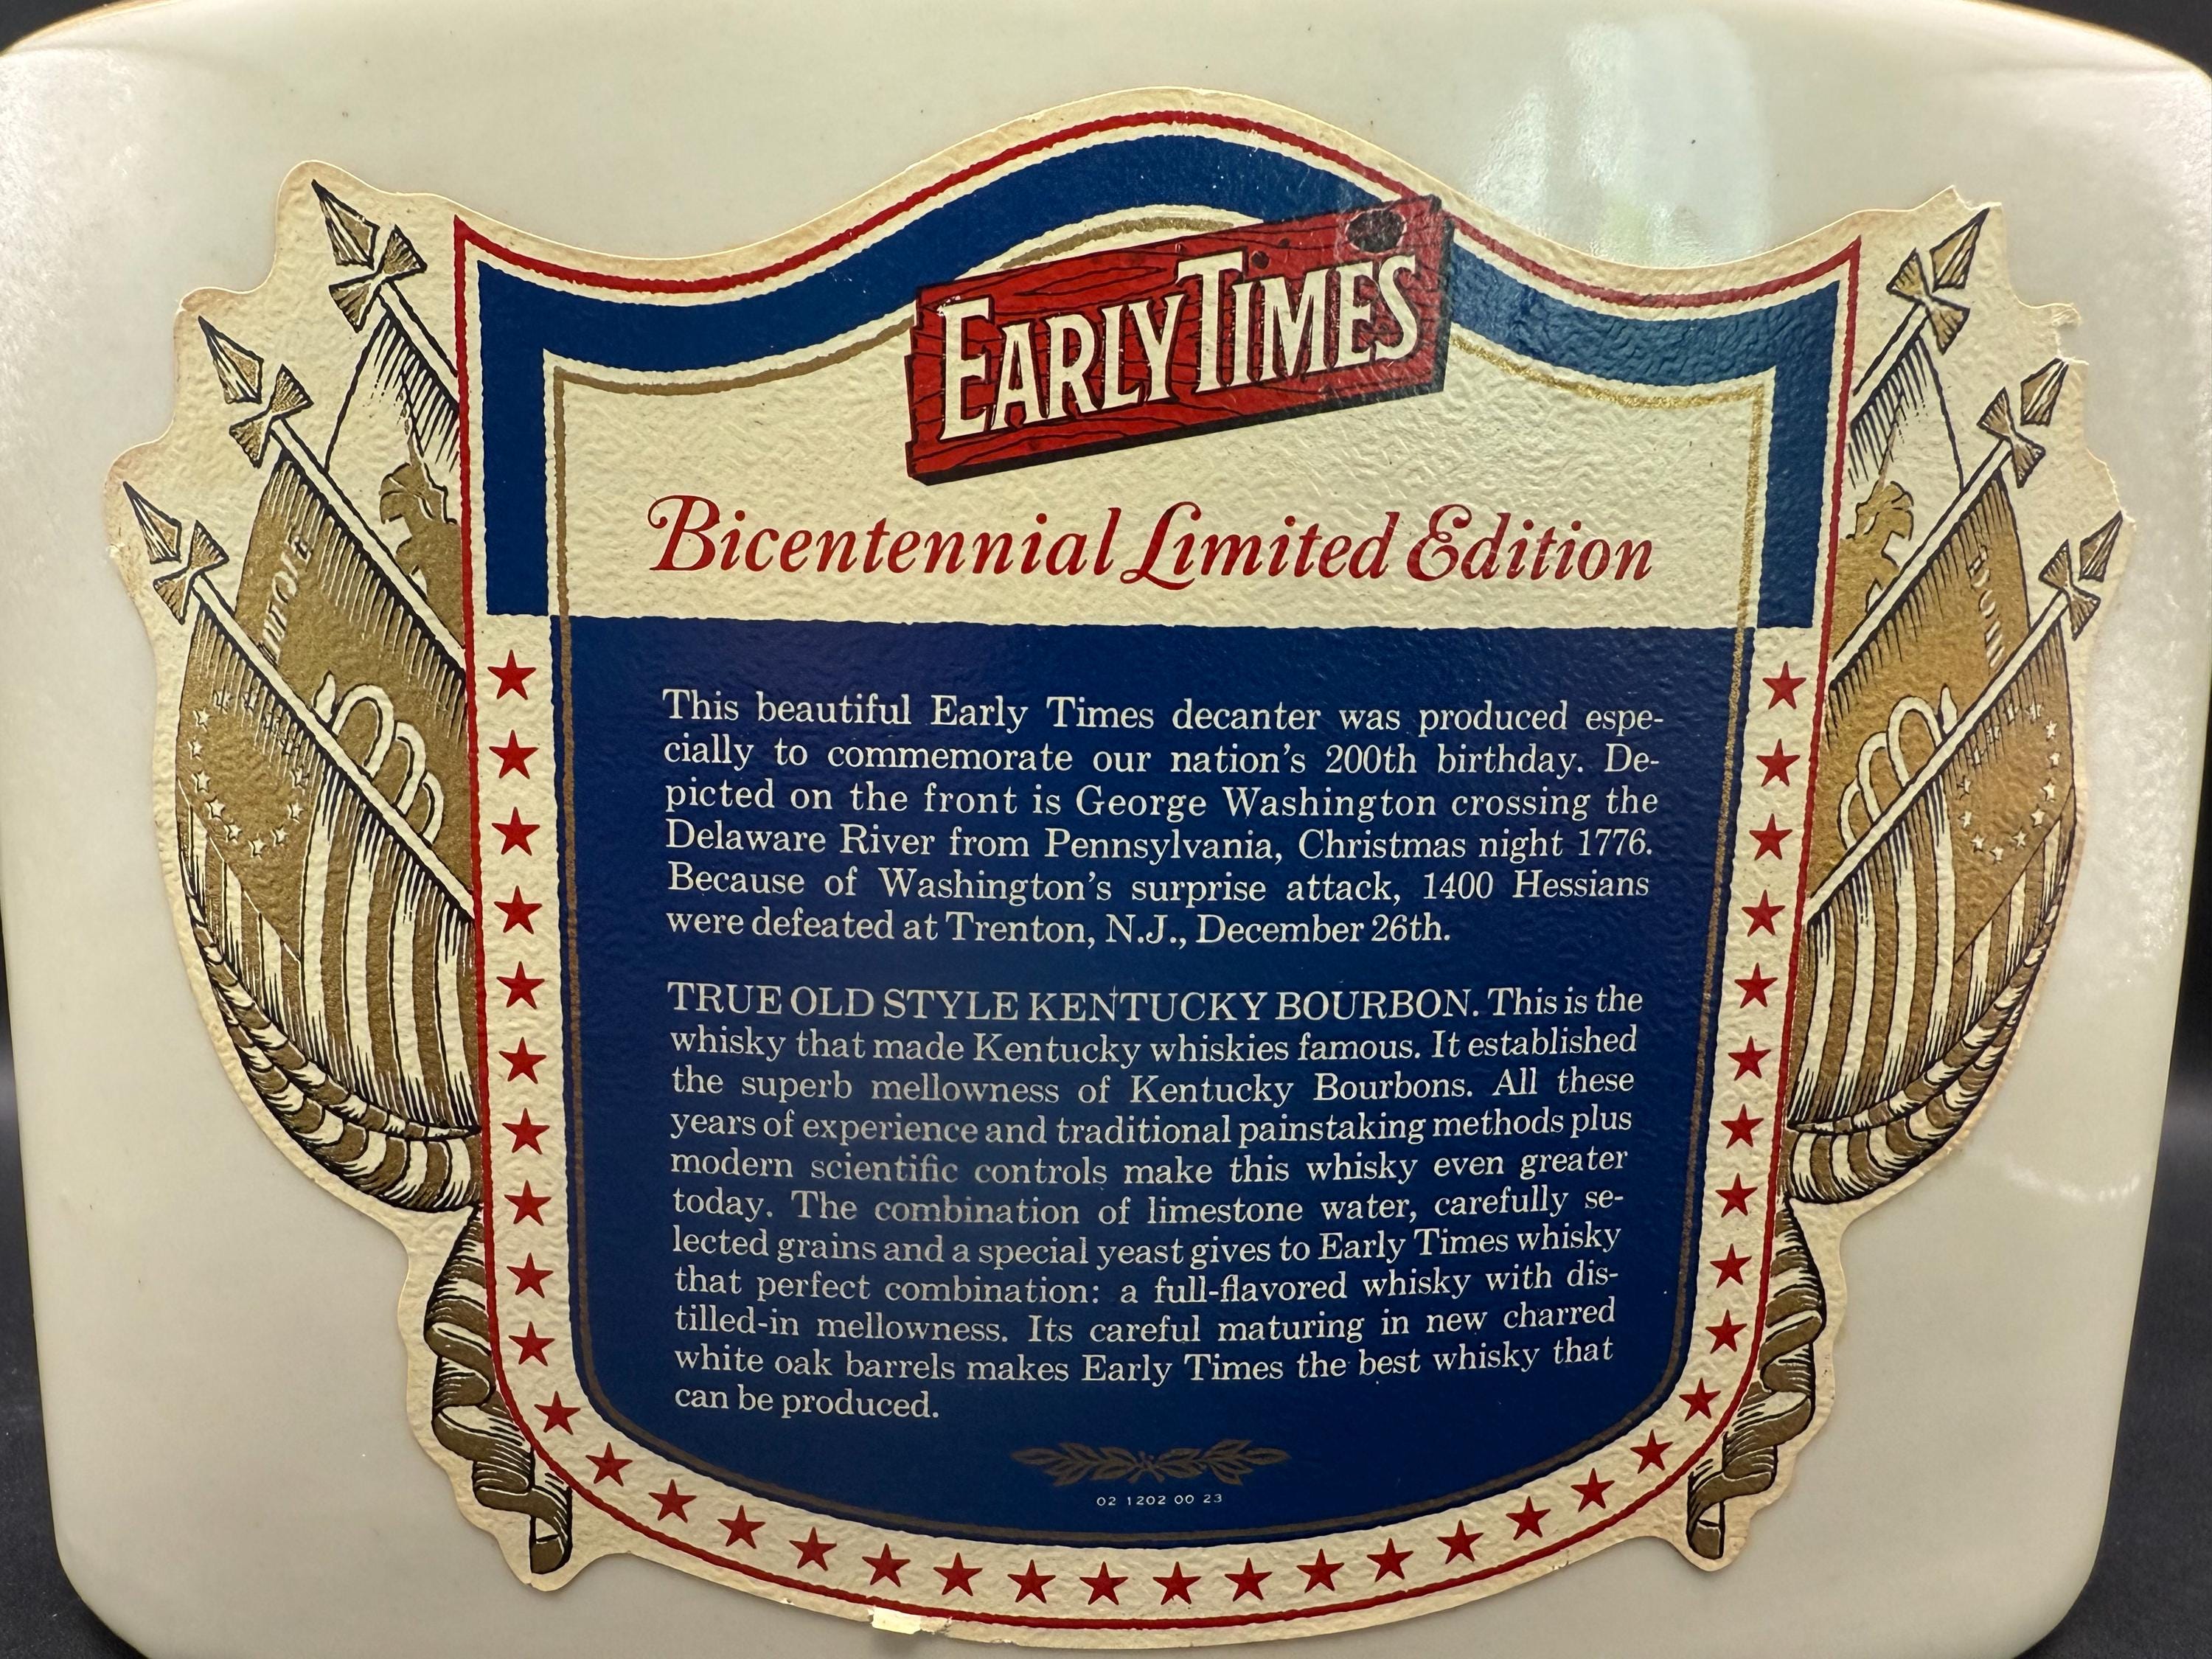 EARLY TIMES
Bicentennial Limited Edition
This beautiful Early Times decanter was produced espe-
cially to commemorate our nation's 200th birthday. De-
picted on the front is George Washington crossing the
Delaware River from Pennsylvania, Christmas night 1776.
Because of Washington's surprise attack, 1400 Hessians
were defeated at Trenton, N.J., December 26th.
TRUE OLD STYLE KENTUCKY BOURBON. This is the
whisky that made Kentucky whiskies famous. It established
the superb mellowness of Kentucky Bourbons. All these
years of experience and traditional painstaking methods plus
modern scientific controls make this whisky even greater
today. The combination of limestone water, carefully se-
lected grains and a special yeast gives to Early Times whisky
that perfect combination: a full-flavored whisky with dis-
tilled-in mellowness. Its careful maturing in new charred
white oak barrels makes Early Times the best whisky that
can be produced.
02 1202 00 23